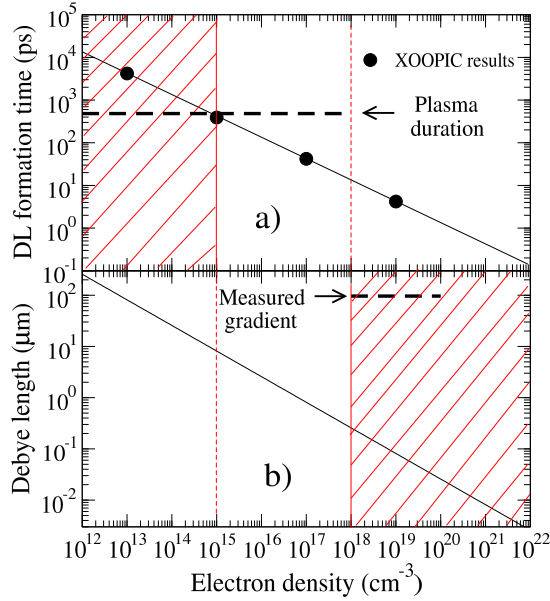 10^5
10^4
10^3
10^2
10^1
10^0
10^-1
DL formation time (ps)
XOOPIC results
Plasma
duration
a)
10^2
10^1
10^0
10^-1
10^-2
Debye length (μm)
Measured
gradient
b)
10^12 10^13 10^14 10^15 10^16 10^17 10^18 10^19 10^20 10^21 10^22
Electron density (cm^-3)